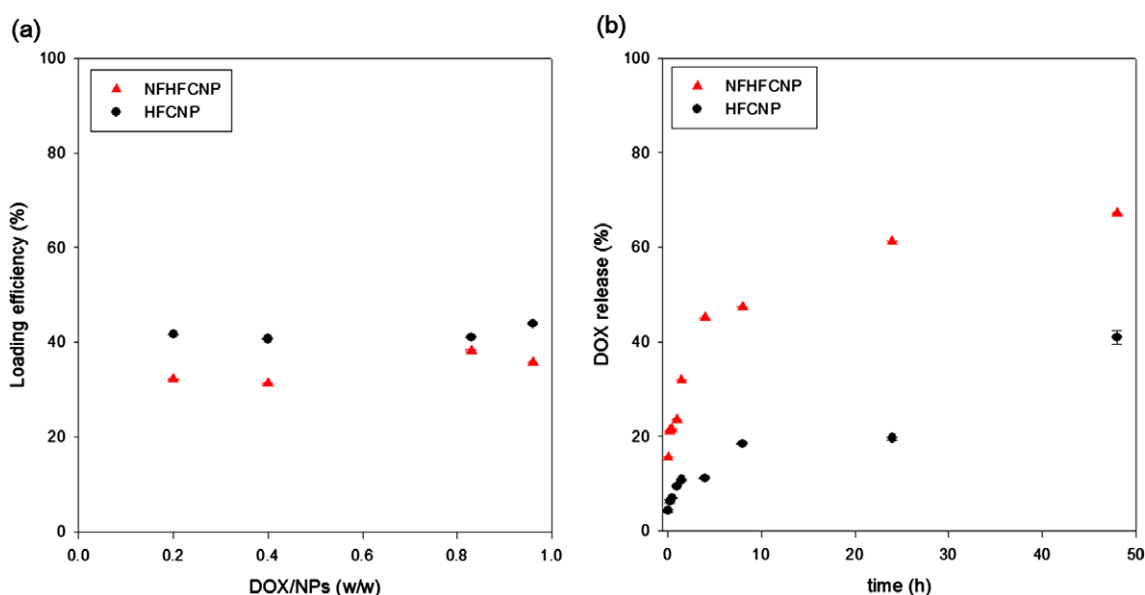 (a)
100
80
60
40
20
0
Loading efficiency (%)
NFHFCNP
HFCNP
0.0 0.2 0.4 0.6 0.8 1.0
DOX/NPs (w/w)
(b)
100
80
60
40
20
0
DOX release (%)
NFHFCNP
HFCNP
0 10 20 30 40 50
time (h)